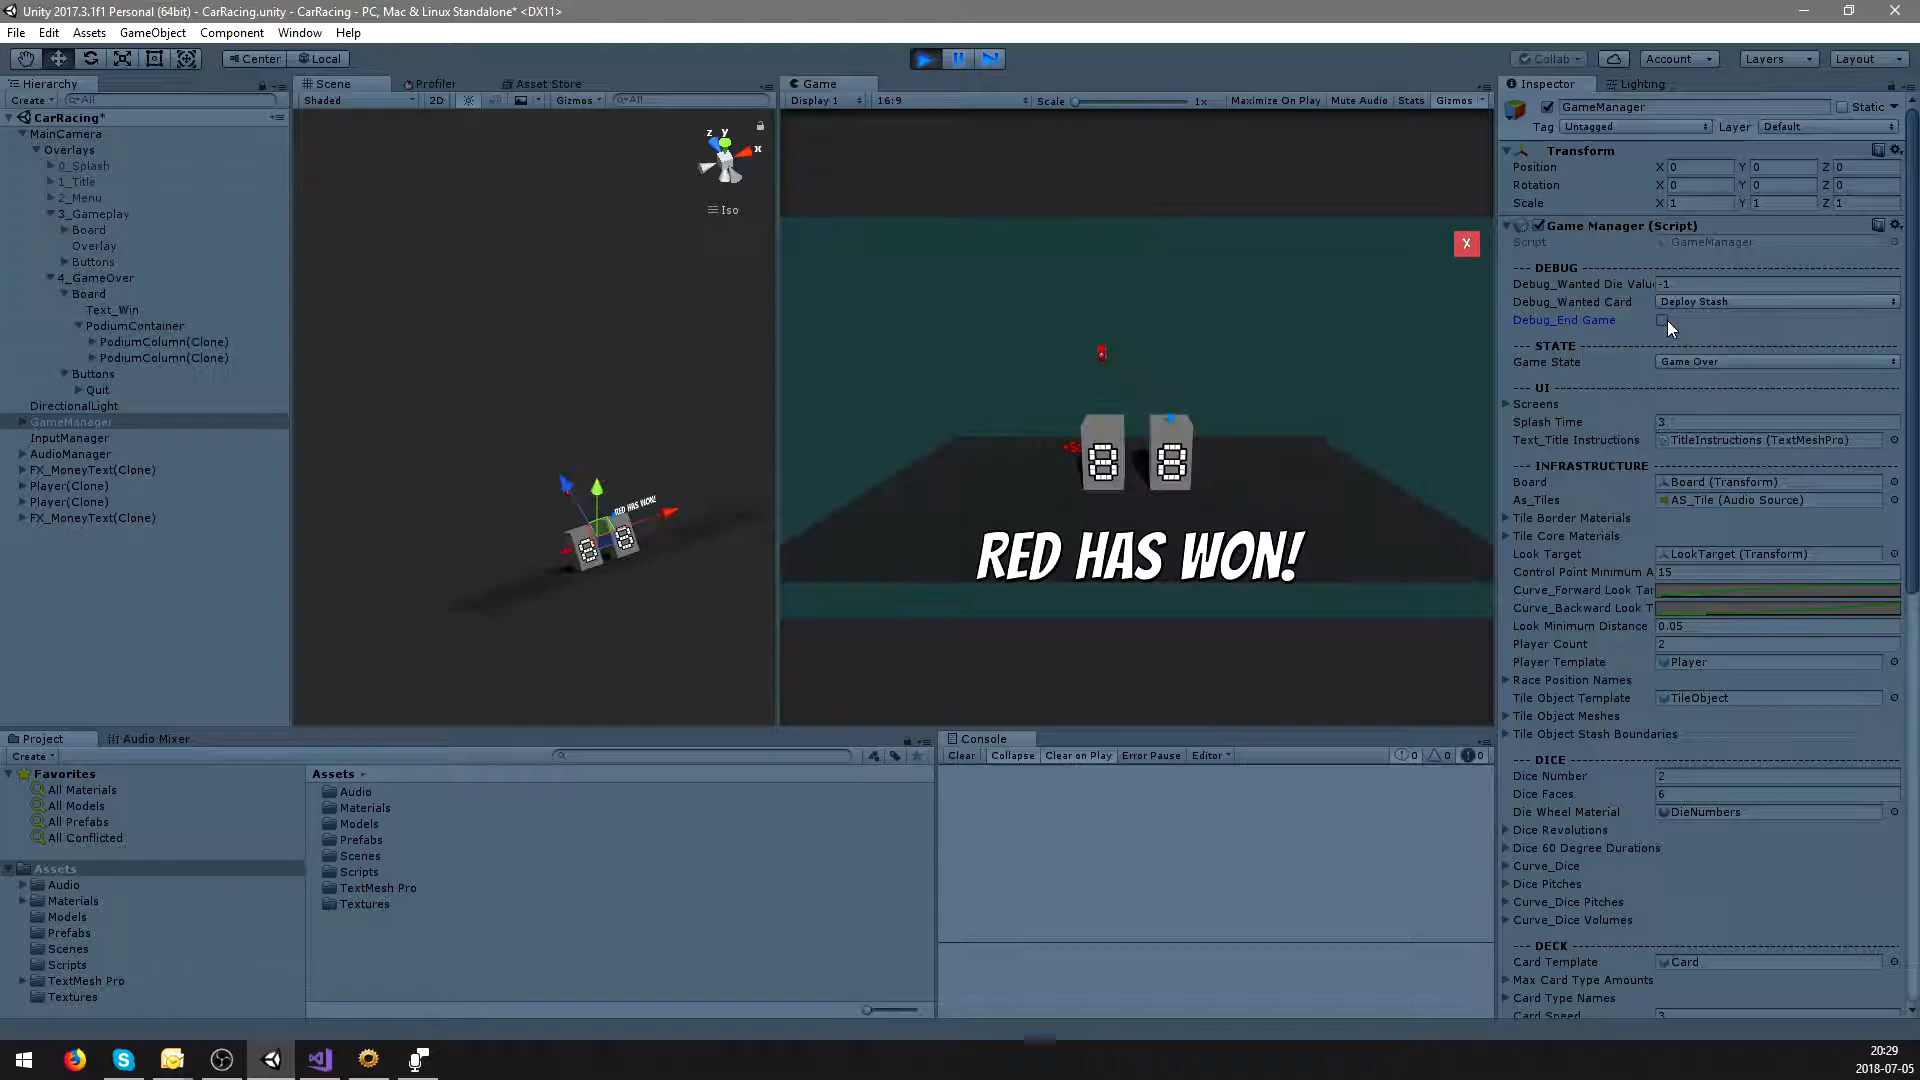 Unity 2017.3.1f1 Personal (64bit) - CarRacing.unity - CarRacing - PC, Mac & Linux Standalone* <DX11>
File Edit Assets GameObject Component Window Help
Center Local Collab Account Layers Layout
Hierarchy
Create All
CarRacing*
MainCamera
Overlays
0_Splash
1_Title
2_Menu
3_Gameplay
Board
Overlay
Buttons
4_GameOver
Board
Text_Win
PodiumContainer
PodiumColumn(Clone)
PodiumColumn(Clone)
Buttons
Quit
DirectionalLight
GameManager
InputManager
AudioManager
FX_MoneyText(Clone)
Player(Clone)
Player(Clone)
FX_MoneyText(Clone)
Scene Profiler Asset Store
Shaded 2D Gizmos All
z y x
Iso
RED HAS WON!
8 8
Game
Display 1 16:9 Scale 1x Maximize On Play Mute Audio Stats Gizmos
X
8 8
RED HAS WON!
Inspector Lighting
GameManager Static
Tag Untagged Layer Default
Transform
Position X 0 Y 0 Z 0
Rotation X 0 Y 0 Z 0
Scale X 1 Y 1 Z 1
Game Manager (Script)
Script GameManager
--- DEBUG
Debug_Wanted Die Valu -1
Debug_Wanted Card Deploy Stash
Debug_End Game
--- STATE
Game State Game Over
--- UI
Screens
Splash Time 3
Text_Title Instructions TitleInstructions (TextMeshPro)
--- INFRASTRUCTURE
Board Board (Transform)
As_Tiles AS_Tile (Audio Source)
Tile Border Materials
Tile Core Materials
Look Target LookTarget (Transform)
Control Point Minimum A 15
Curve_Forward Look Tar
Curve_Backward Look T
Look Minimum Distance 0.05
Player Count 2
Player Template Player
Race Position Names
Tile Object Template TileObject
Tile Object Meshes
Tile Object Stash Boundaries
--- DICE
Dice Number 2
Dice Faces 6
Die Wheel Material DieNumbers
Dice Revolutions
Dice 60 Degree Durations
Curve_Dice
Dice Pitches
Curve_Dice Pitches
Curve_Dice Volumes
--- DECK
Card Template Card
Max Card Type Amounts
Card Type Names
Card Speed 3
Project Audio Mixer
Create
Favorites
All Materials
All Models
All Prefabs
All Conflicted
Assets
Audio
Materials
Models
Prefabs
Scenes
Scripts
TextMesh Pro
Textures
Assets
Audio
Materials
Models
Prefabs
Scenes
Scripts
TextMesh Pro
Textures
Console
Clear Collapse Clear on Play Error Pause Editor 0 0 0
20:29
2018-07-05